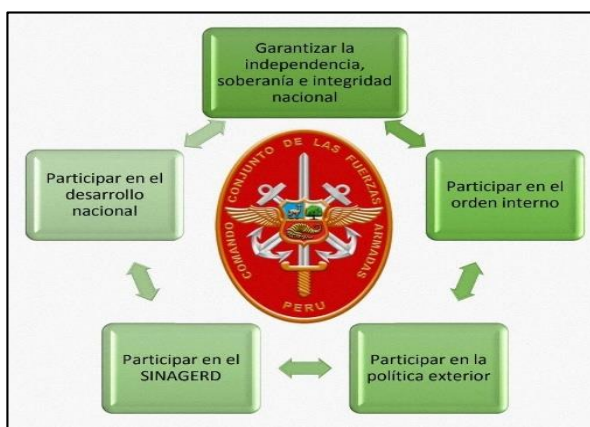 Garantizar la
independencia,
soberanía e integridad
nacional
Participar en el
desarrollo
nacional
Participar en el
orden interno
COMANDO CONJUNTO DE LAS FUERZAS ARMADAS
PERU
Participar en el
SINAGERD
Participar en la
política exterior